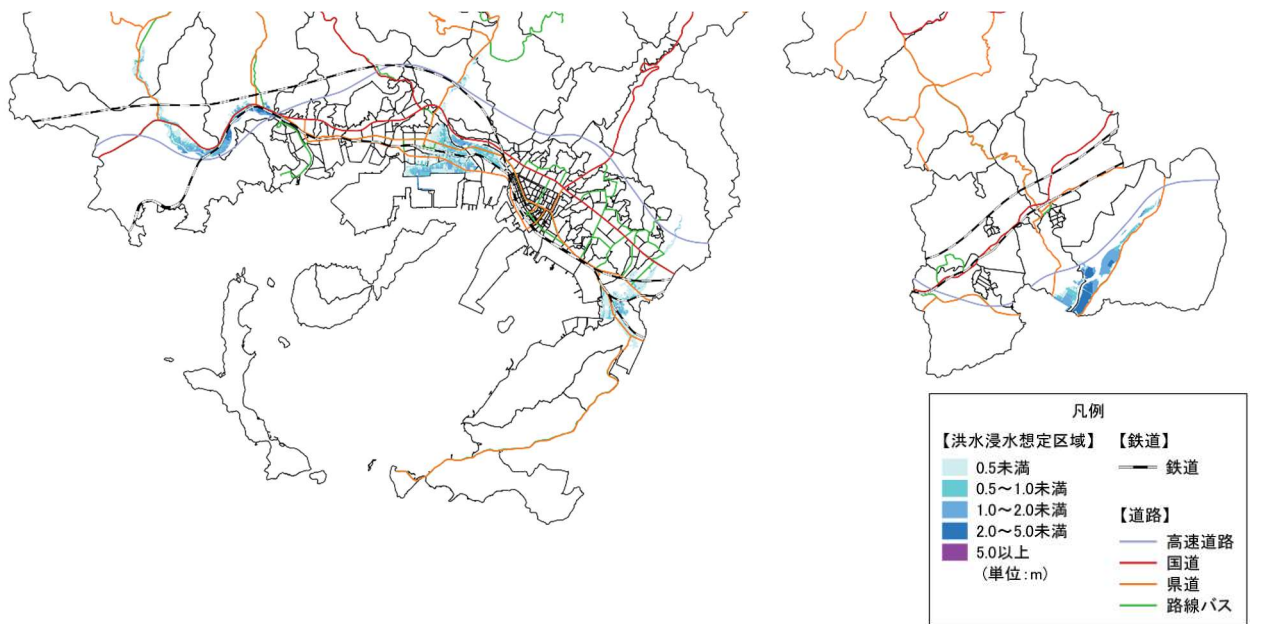 凡例
【洪水浸水想定区域】
0.5未満
0.5～1.0未満
1.0～2.0未満
2.0～5.0未満
5.0以上
(単位:m)
【鉄道】
鉄道
【道路】
高速道路
国道
県道
路線バス